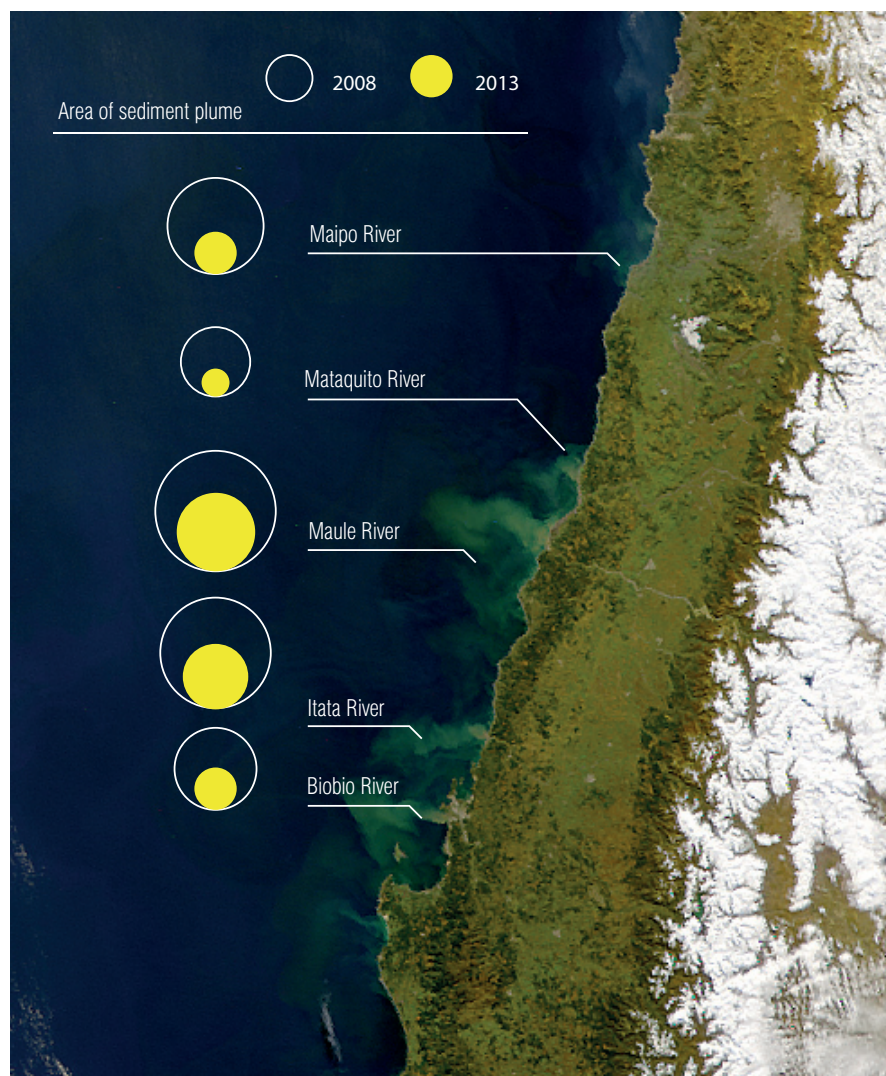 2008 2013
Area of sediment plume
Maipo River
Mataquito River
Maule River
Itata River
Biobio River